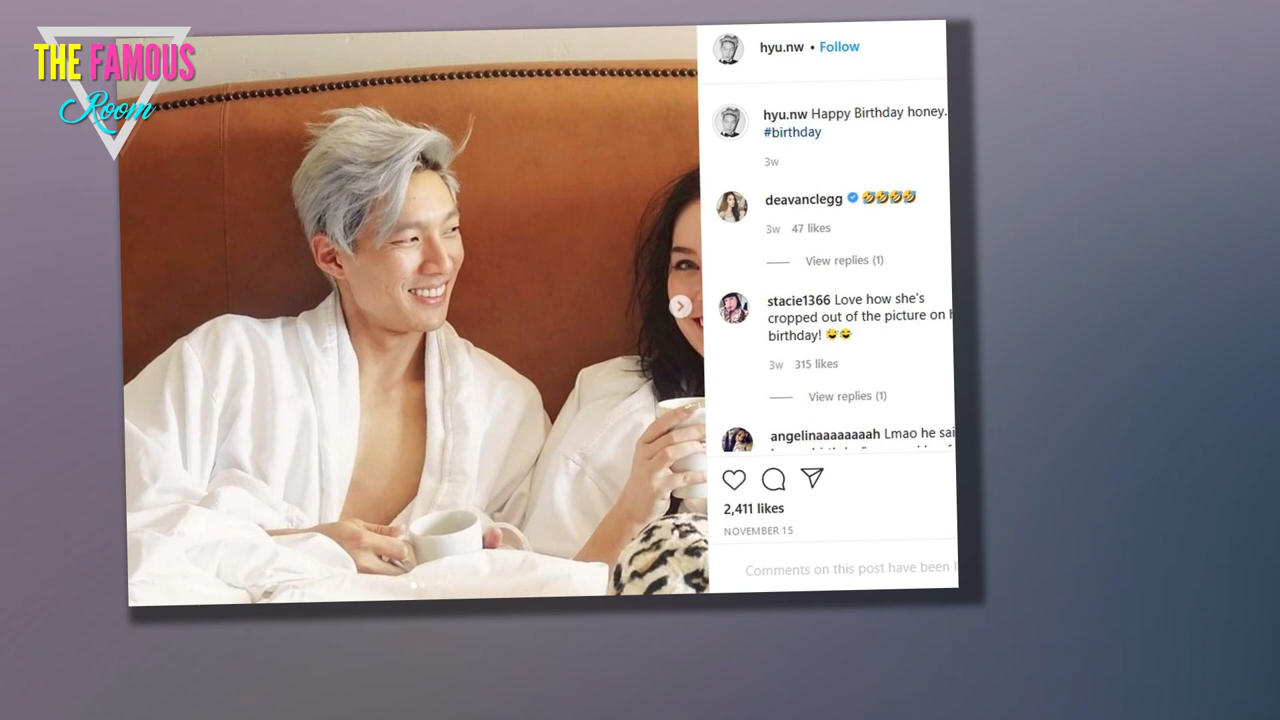 THE FAMOUS
Room
hyu.nw • Follow
hyu.nw Happy Birthday honey.
#birthday
3w
deavanclegg 🤣🤣🤣🤣
3w 47 likes
View replies (1)
stacie1366 Love how she's
cropped out of the picture on
birthday! 😅😂
3w 315 likes
View replies (1)
angelinaaaaaaaah Lmao he sai
2,411 likes
NOVEMBER 15
Comments on this post have been